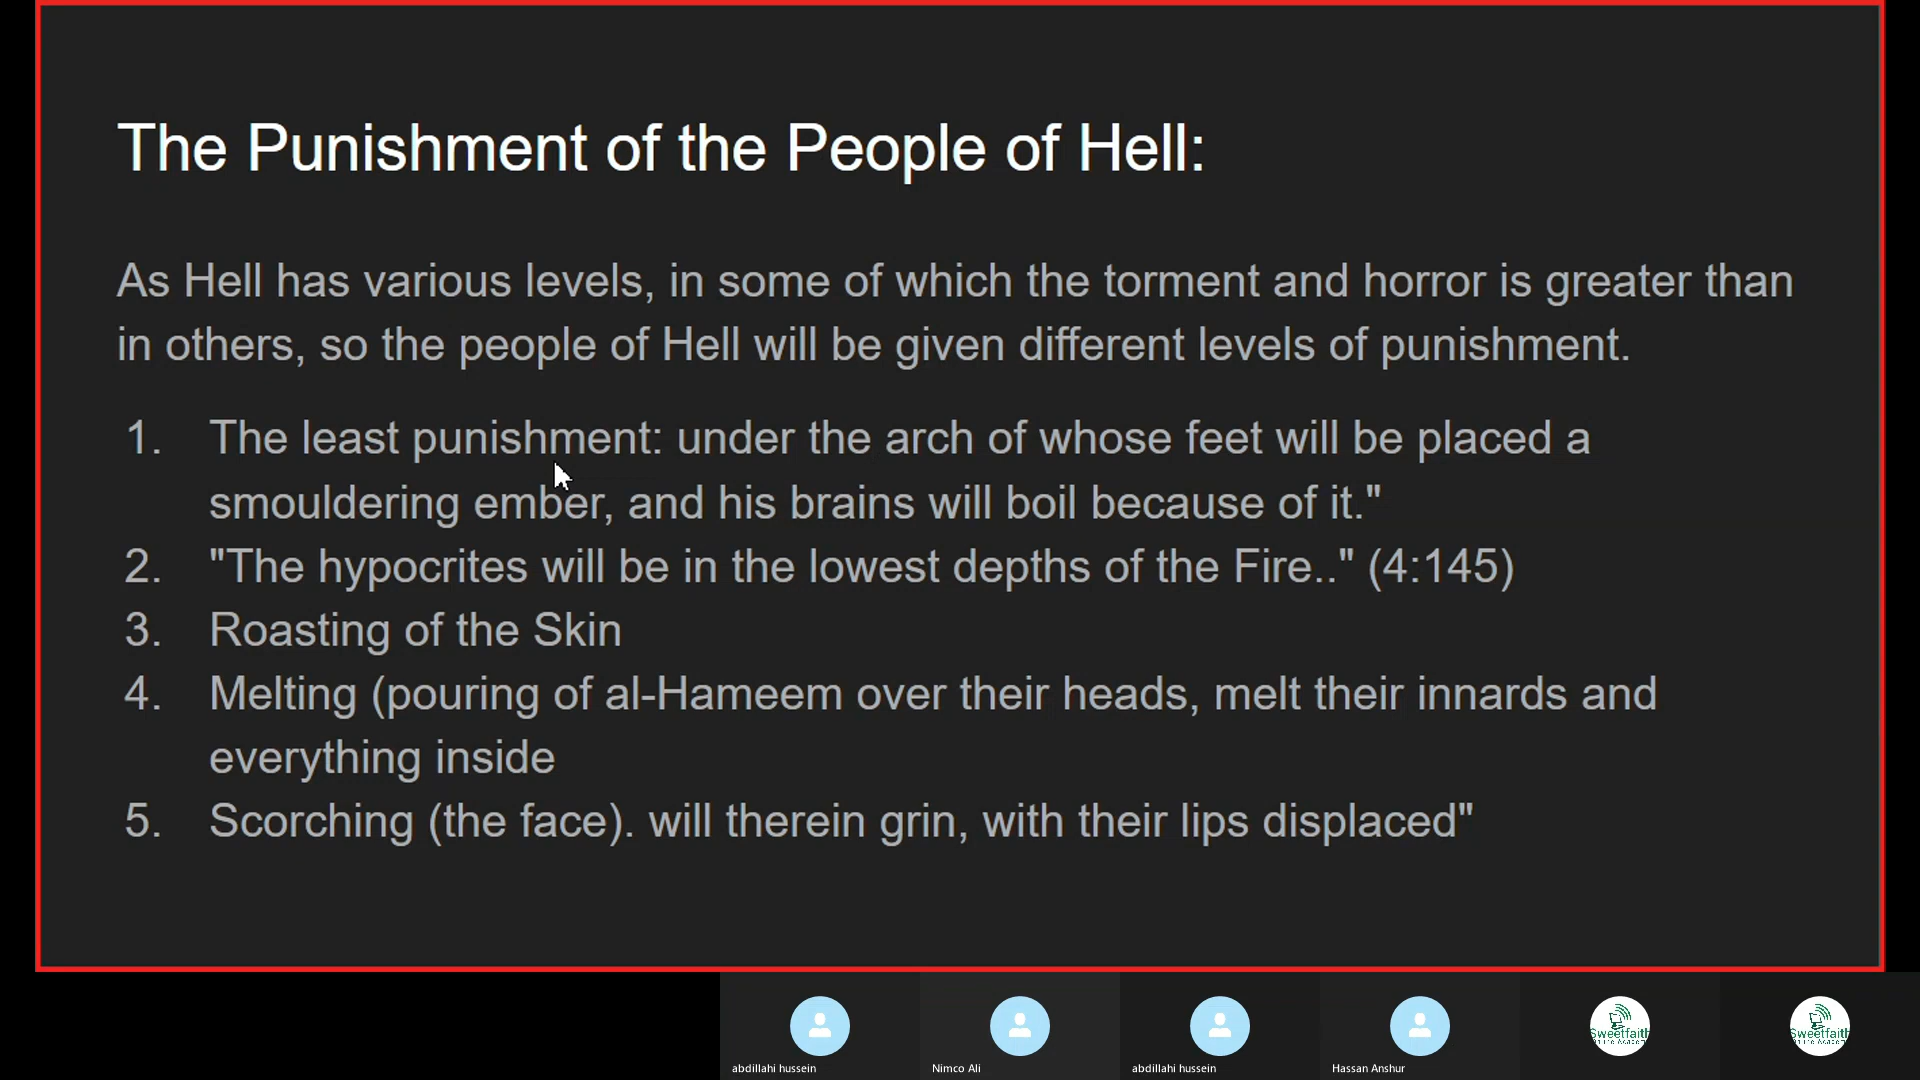 The Punishment of the People of Hell:
As Hell has various levels, in some of which the torment and horror is greater than
in others, so the people of Hell will be given different levels of punishment.
1. The least punishment: under the arch of whose feet will be placed a
smouldering ember, and his brains will boil because of it."
2. "The hypocrites will be in the lowest depths of the Fire.." (4:145)
3. Roasting of the Skin
4. Melting (pouring of al-Hameem over their heads, melt their innards and
everything inside
5. Scorching (the face). will therein grin, with their lips displaced"
Sweetfaith Sweetfaith
abdillahi hussein Nimco Ali abdillahi hussein Hassan Anshur